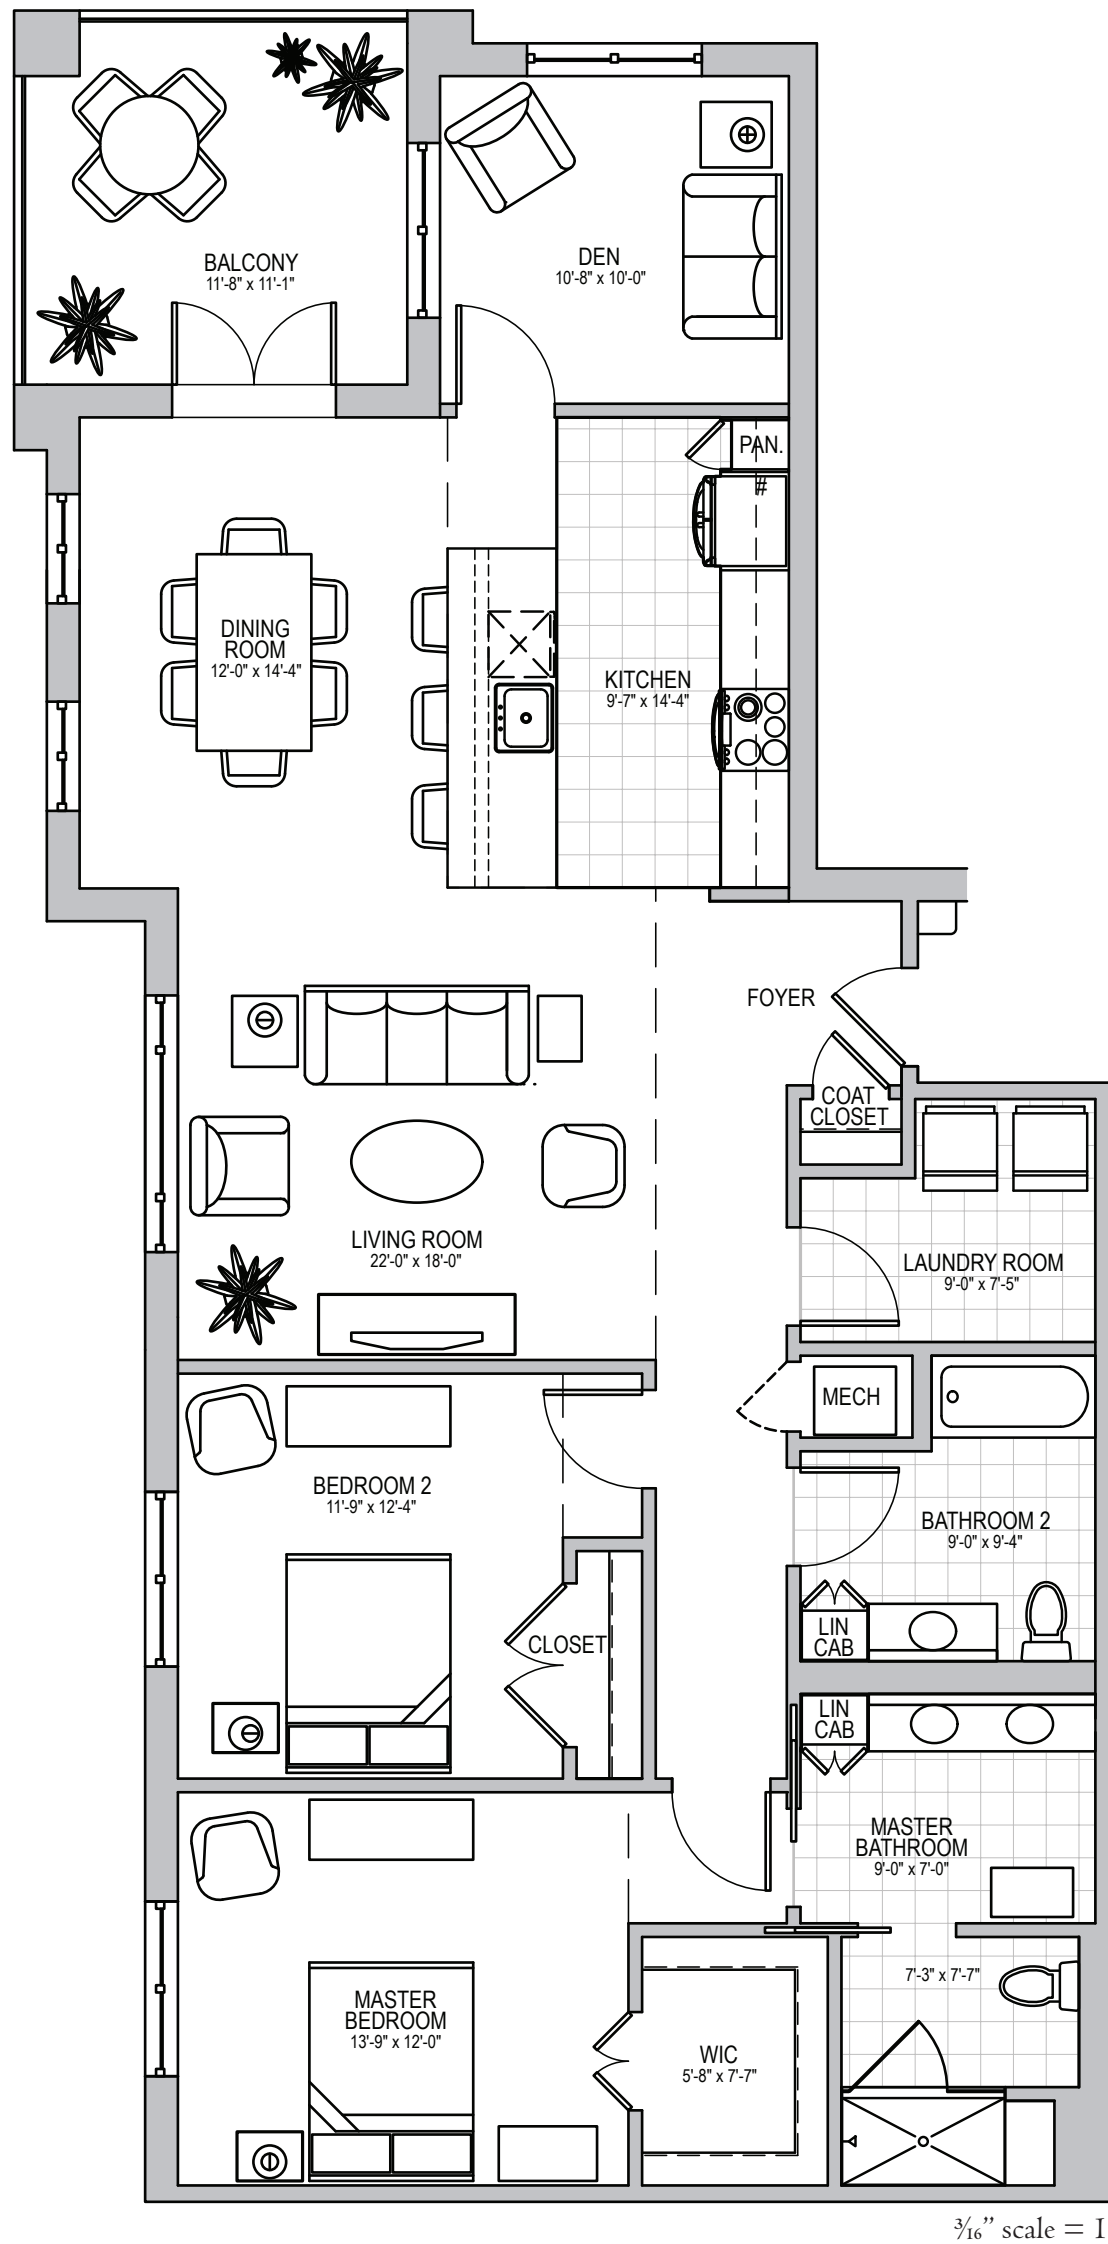 BALCONY
11'-8" x 11'-1"
DEN
10'-8" x 10'-0"
PAN.
#
DINING
ROOM
12'-0" x 14'-4"
KITCHEN
9'-7" x 14'-4"
FOYER
COAT
CLOSET
LIVING ROOM
22'-0" x 18'-0"
LAUNDRY ROOM
9'-0" x 7'-5"
MECH
BEDROOM 2
11'-9" x 12'-4"
BATHROOM 2
9'-0" x 9'-4"
CLOSET
LIN
CAB
LIN
CAB
MASTER
BATHROOM
9'-0" x 7'-0"
7'-3" x 7'-7"
MASTER
BEDROOM
13'-9" x 12'-0"
WIC
5'-8" x 7'-7"
3/16” scale = 1